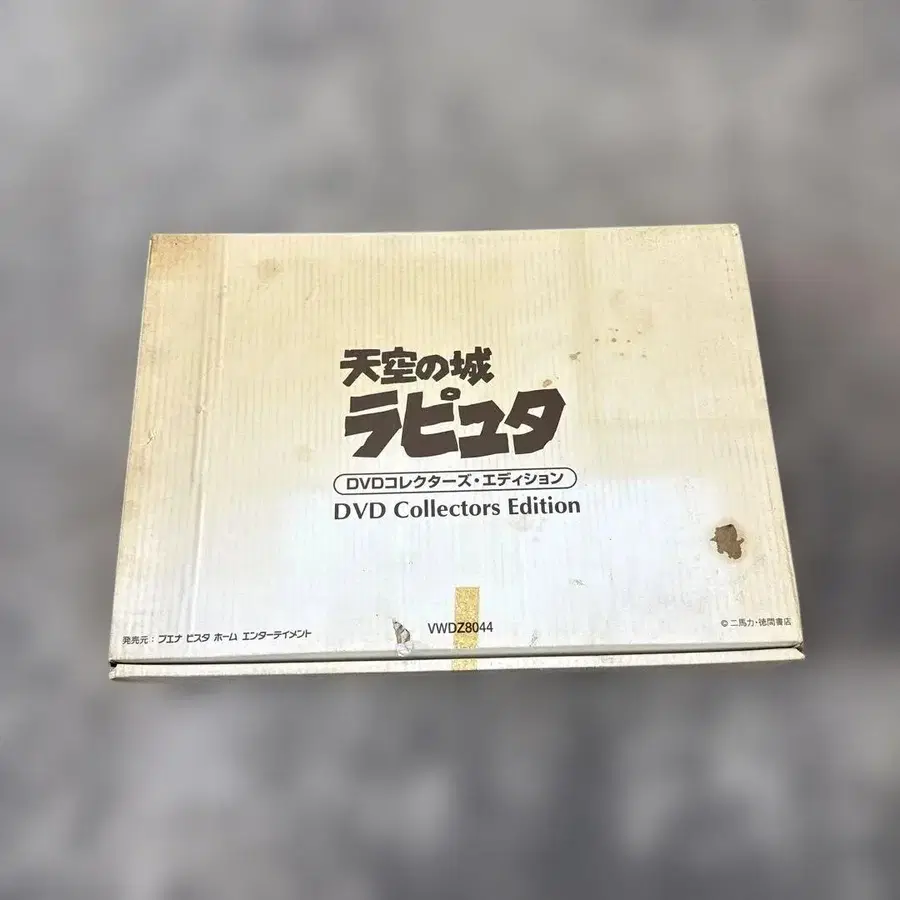 天空の城
ラピュタ
DVDコレクターズ・エディション
DVD Collectors Edition
VWDZ8044
発売元：ブエナ ビスタ ホーム エンターテイメント
© 二馬力・徳間書店